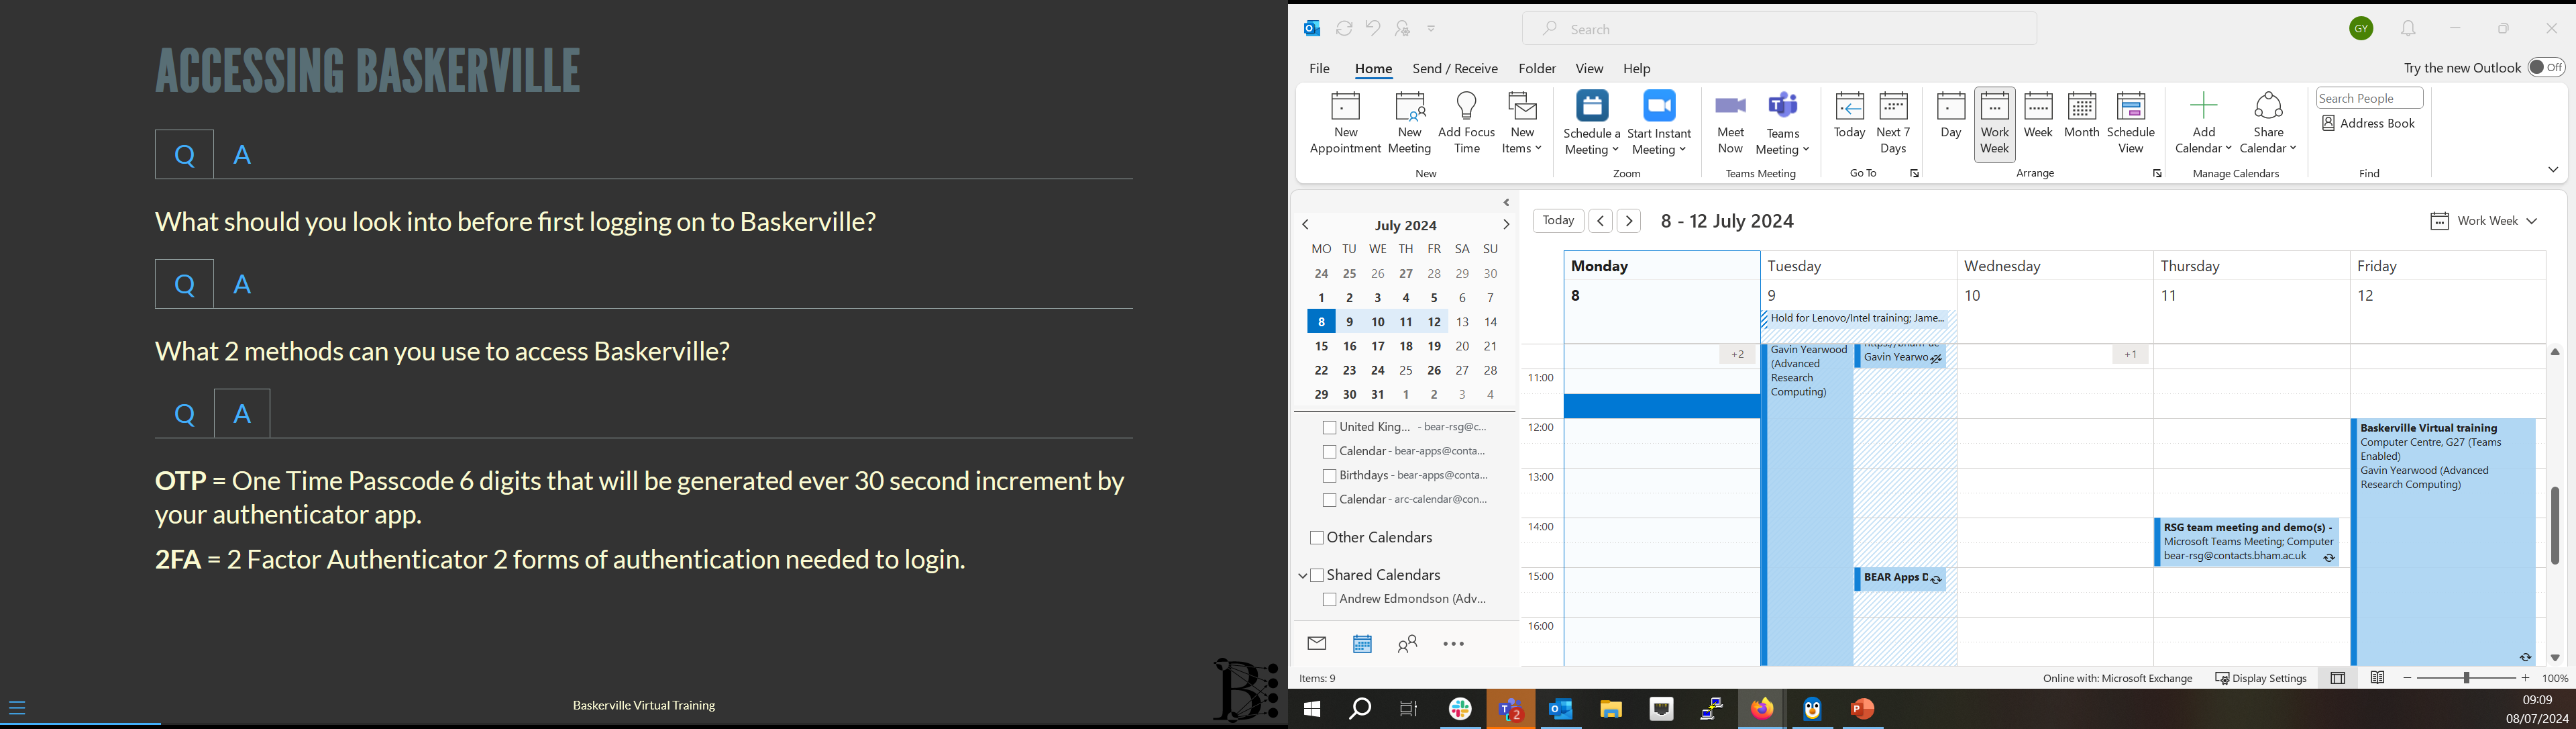 ACCESSING BASKERVILLE
Q A
What should you look into before first logging on to Baskerville?
Q A
What 2 methods can you use to access Baskerville?
Q A
OTP = One Time Passcode 6 digits that will be generated ever 30 second increment by
your authenticator app.
2FA = 2 Factor Authenticator 2 forms of authentication needed to login.
Baskerville Virtual Training
B
Search
GY
File Home Send / Receive Folder View Help
Try the new Outlook Off
New Appointment
New Meeting
Add Focus Time
New Items
Schedule a Meeting
Start Instant Meeting
Meet Now
Teams Meeting
Today
Next 7 Days
Day
Work Week
Week
Month
Schedule View
Add Calendar
Share Calendar
Search People
Address Book
New
Zoom
Teams Meeting
Go To
Arrange
Manage Calendars
Find
July 2024
MO TU WE TH FR SA SU
24 25 26 27 28 29 30
1 2 3 4 5 6 7
8 9 10 11 12 13 14
15 16 17 18 19 20 21
22 23 24 25 26 27 28
29 30 31 1 2 3 4
United King... - bear-rsg@c...
Calendar - bear-apps@conta...
Birthdays - bear-apps@conta...
Calendar - arc-calendar@con...
Other Calendars
Shared Calendars
Andrew Edmondson (Adv...
Items: 9
Today
8 - 12 July 2024
Work Week
Monday Tuesday Wednesday Thursday Friday
8 9 10 11 12
Hold for Lenovo/Intel training; Jame...
+2
Gavin Yearwood
(Advanced
Research
Computing)
Gavin Yearwo
+1
11:00
12:00
13:00
14:00
15:00
16:00
BEAR Apps D
RSG team meeting and demo(s) -
Microsoft Teams Meeting; Computer
bear-rsg@contacts.bham.ac.uk
Baskerville Virtual training
Computer Centre, G27 (Teams
Enabled)
Gavin Yearwood (Advanced
Research Computing)
Online with: Microsoft Exchange
Display Settings
100%
2
09:09
08/07/2024